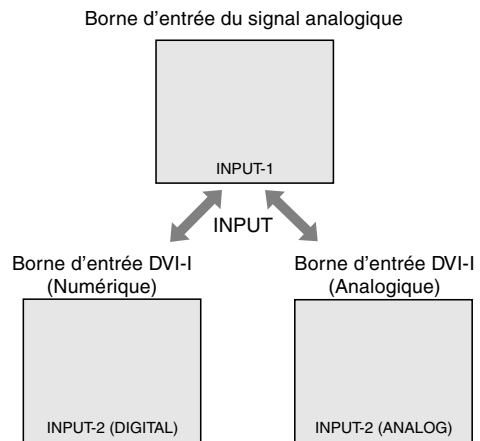 Borne d'entrée du signal analogique
INPUT-1
INPUT
Borne d'entrée DVI-I
(Numérique)
INPUT-2 (DIGITAL)
Borne d'entrée DVI-I
(Analogique)
INPUT-2 (ANALOG)